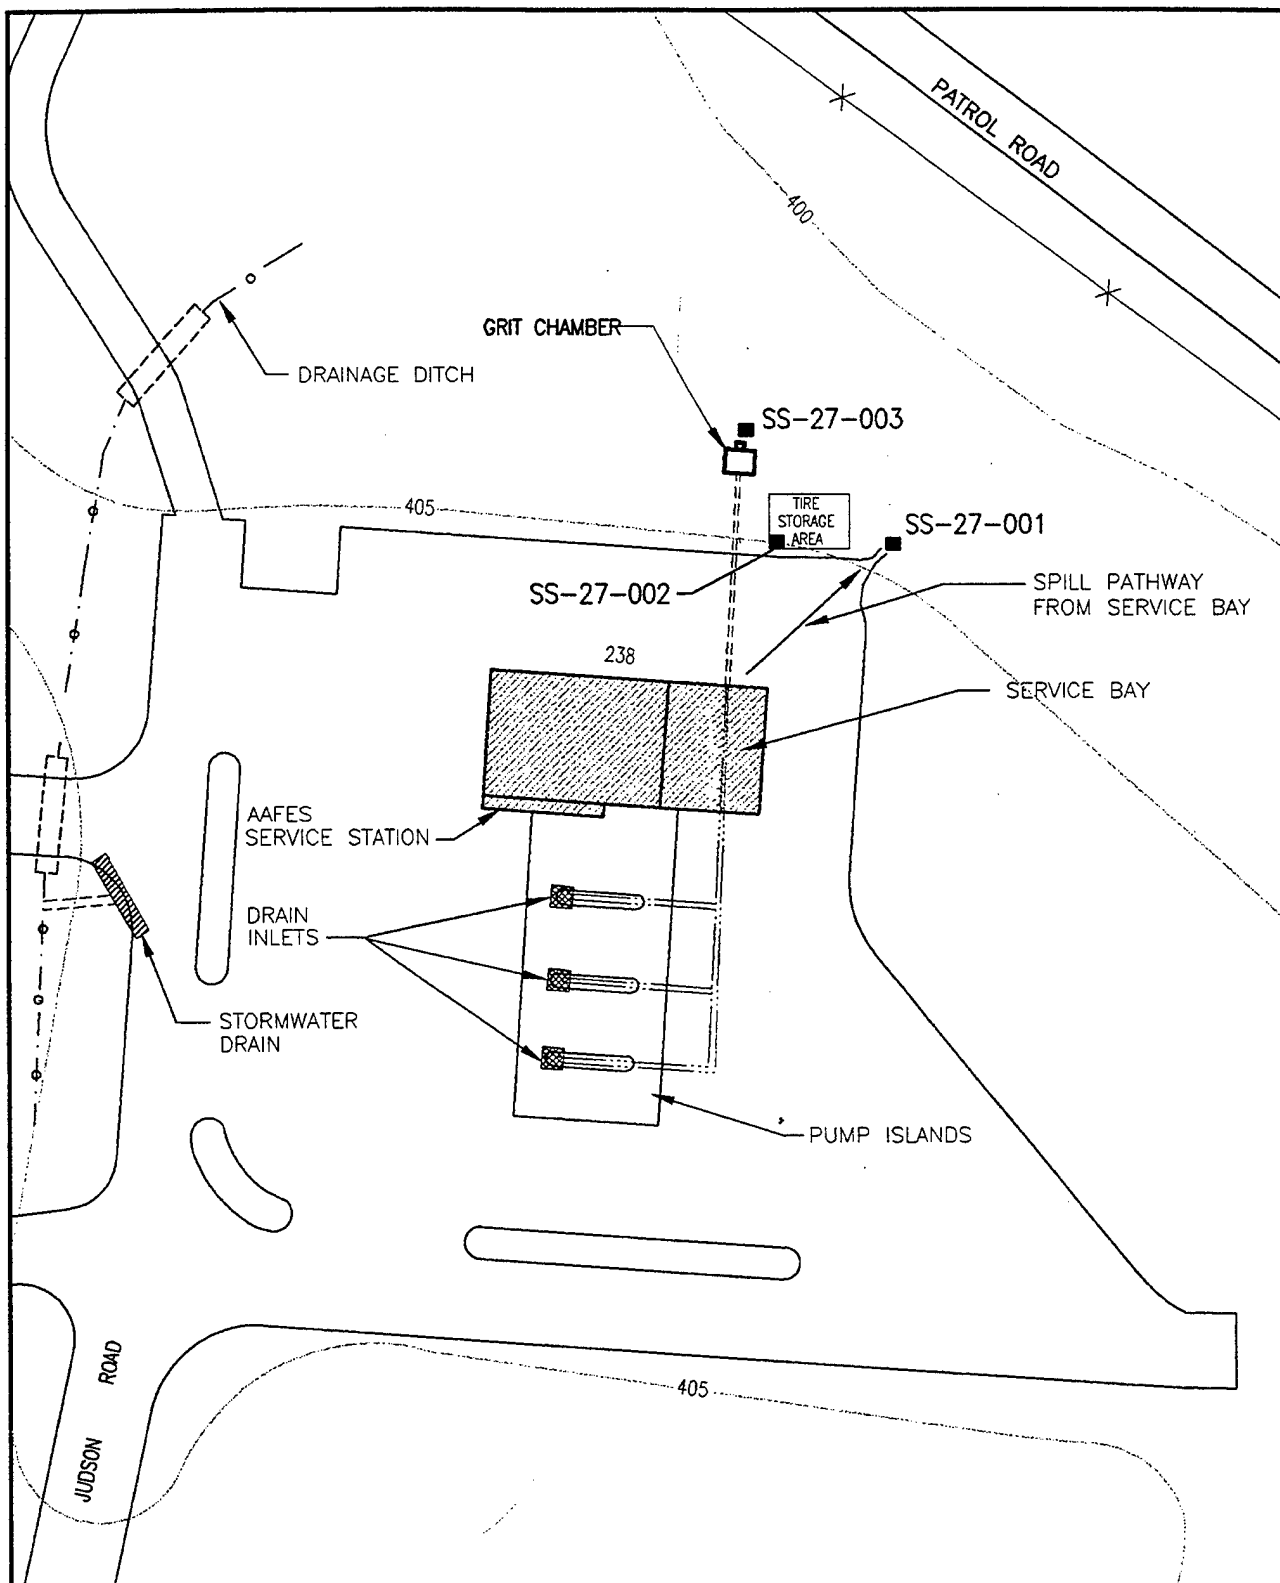 PATROL ROAD
400
GRIT CHAMBER
DRAINAGE DITCH
SS-27-003
405
TIRE
STORAGE
AREA
SS-27-001
SS-27-002
SPILL PATHWAY
FROM SERVICE BAY
238
SERVICE BAY
AAFES
SERVICE STATION
DRAIN
INLETS
STORMWATER
DRAIN
PUMP ISLANDS
JUDSON ROAD
405